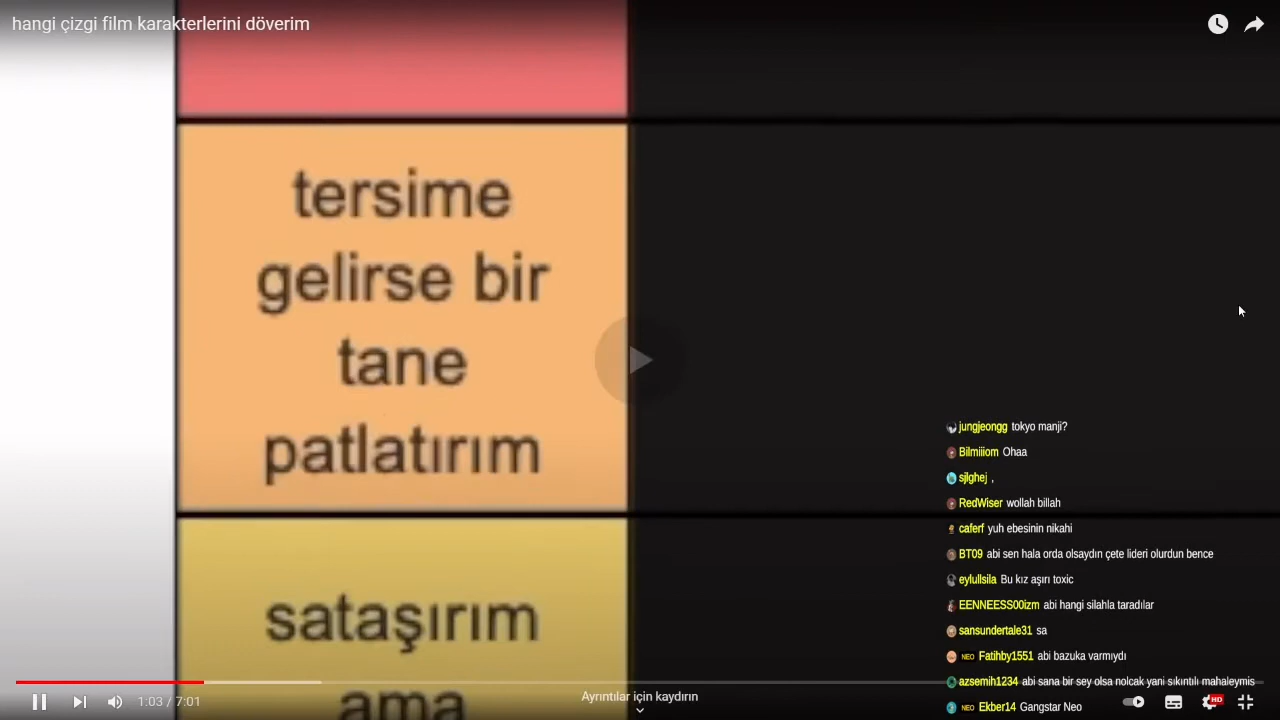 hangi çizgi film karakterlerini döverim
tersime
gelirse bir
tane
patlatırım
sataşırım
ama
jungjeongg tokyo manji?
Bilmiiiom Ohaa
sjlghej ,
RedWiser wollah billah
caferf yuh ebesinin nikahi
BT09 abi sen hala orda olsaydın çete lideri olurdun bence
eylullsila Bu kız aşırı toxic
EENNEESS00izm abi hangi silahla taradılar
sansundertale31 sa
NEO Fatihby1551 abi bazuka varmıydı
azsemih1234 abi sana bir sey olsa nolcak yani sıkıntılı mahaleymis
NEO Ekber14 Gangstar Neo
1:03 / 7:01
Ayrıntılar için kaydırın
HD